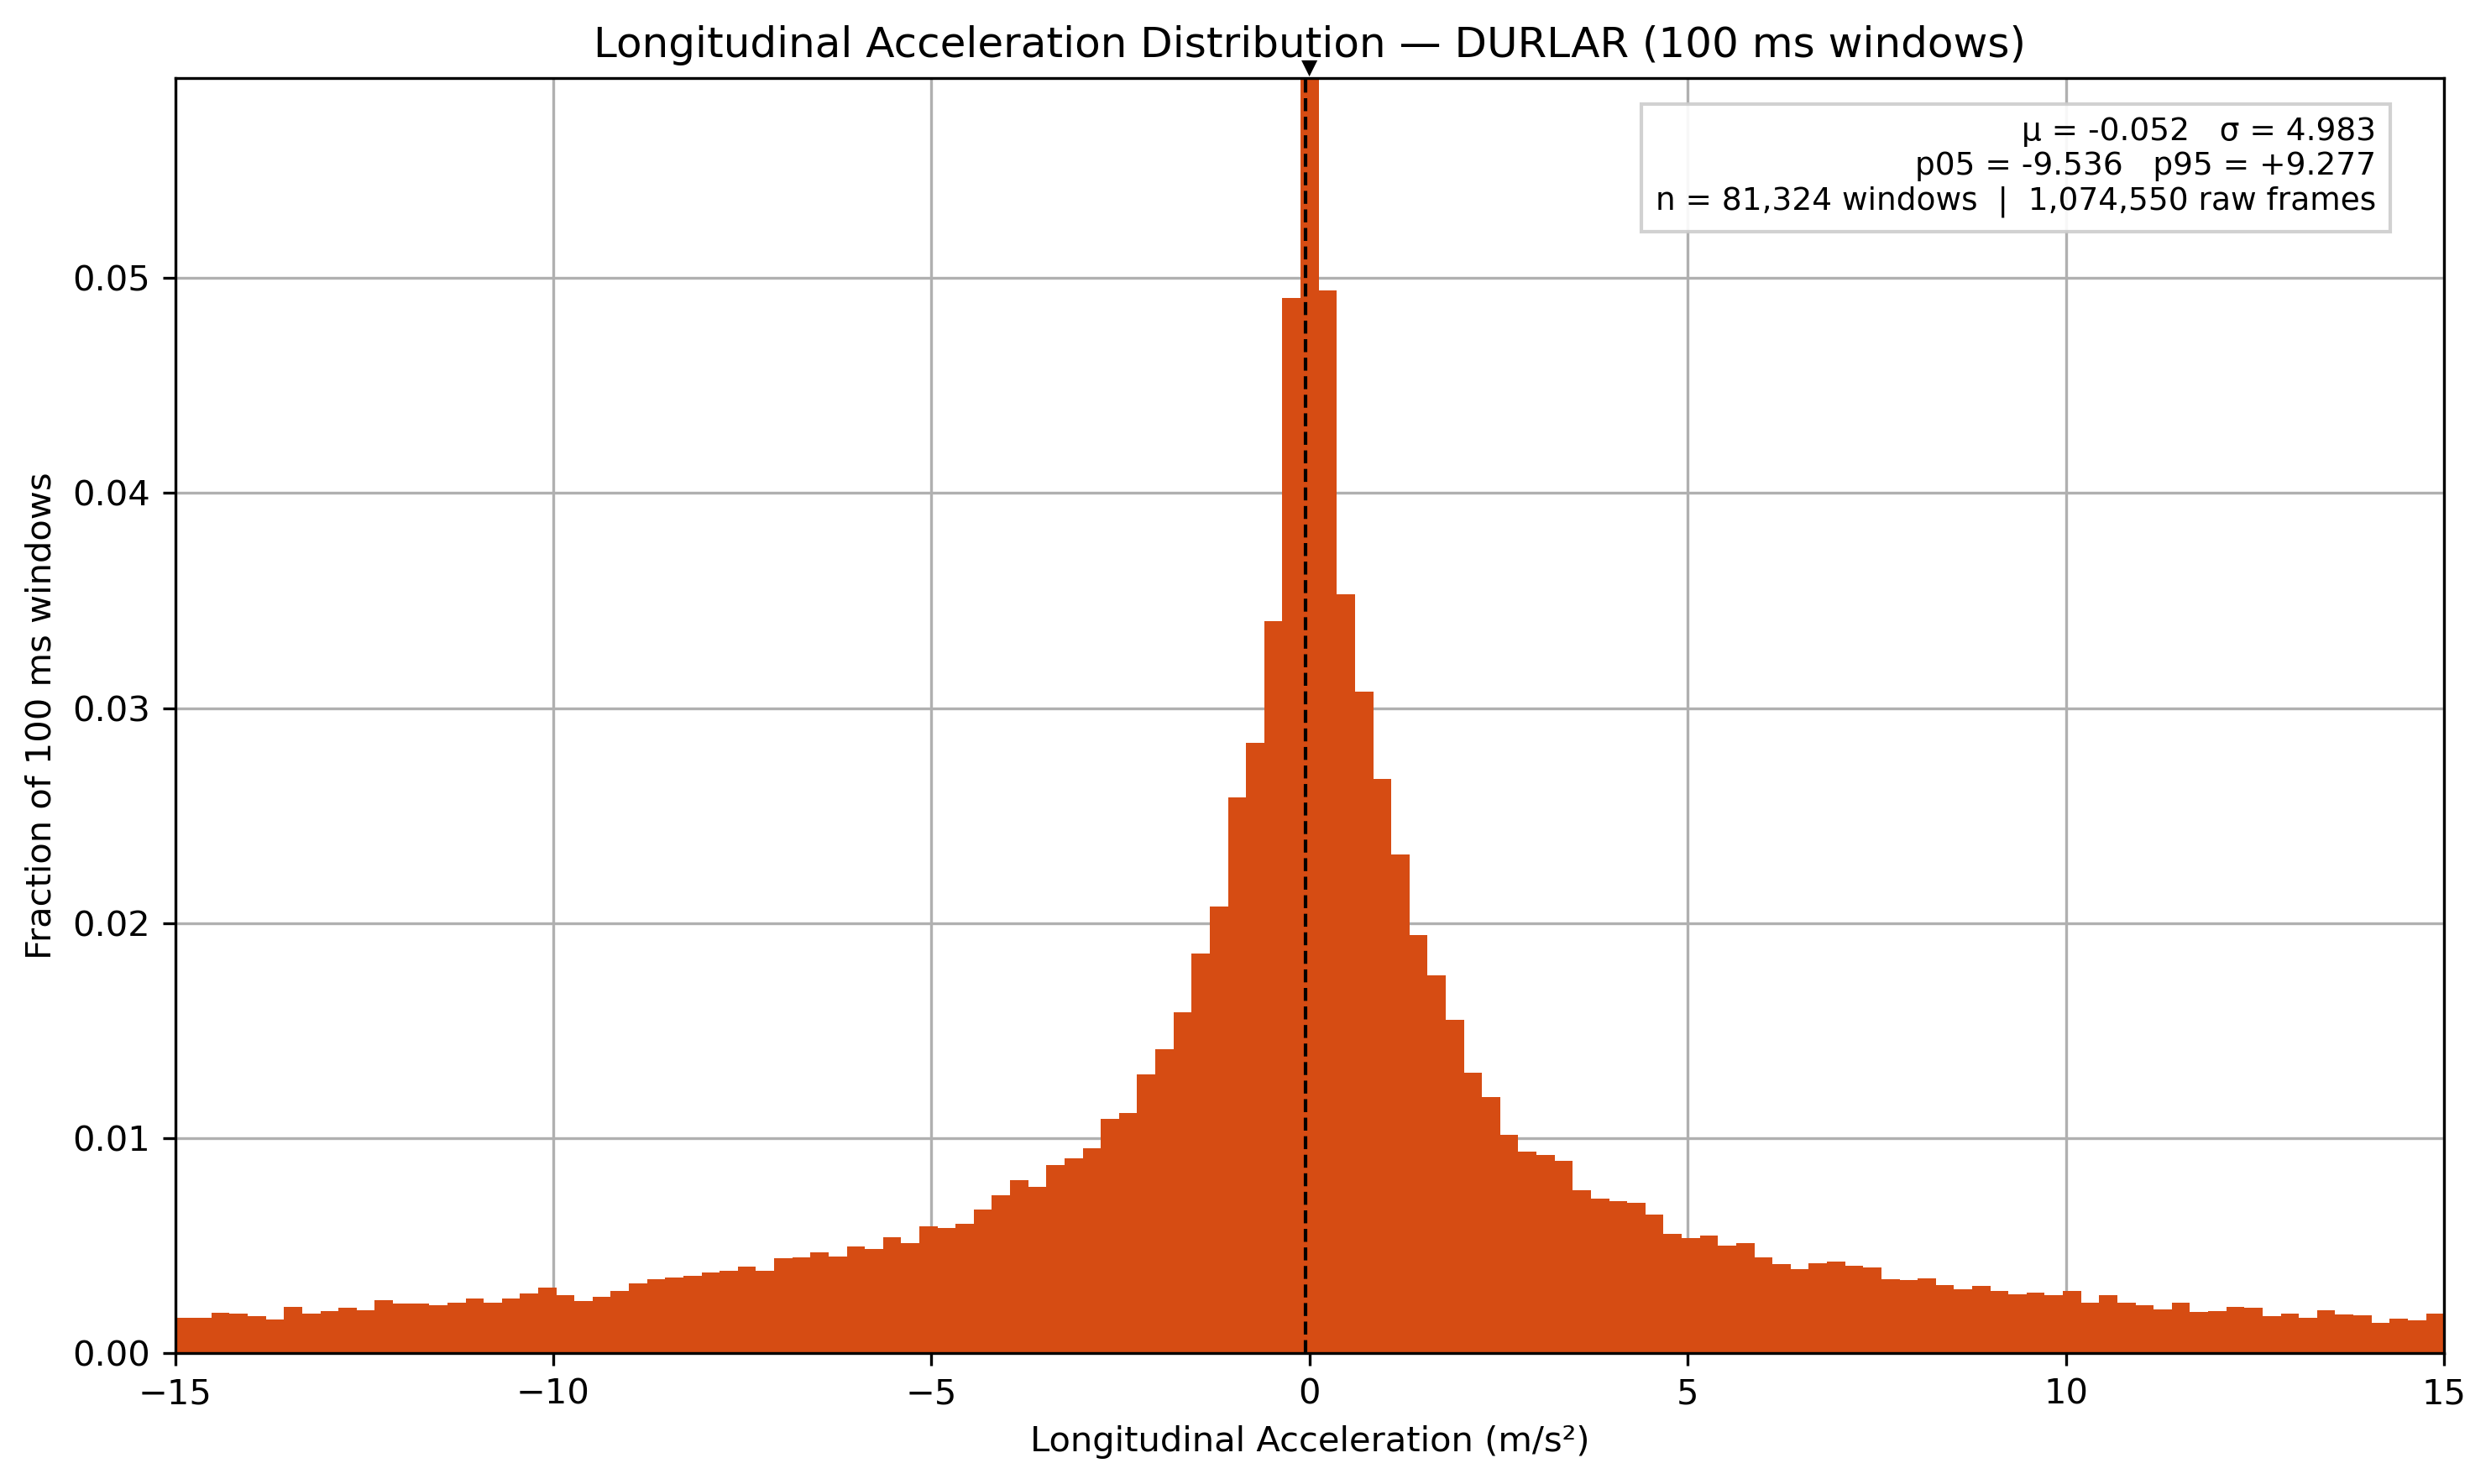 Longitudinal Acceleration Distribution — DURLAR (100 ms windows)
μ = -0.052   σ = 4.983
p05 = -9.536   p95 = +9.277
n = 81,324 windows  |  1,074,550 raw frames
Fraction of 100 ms windows
0.05
0.04
0.03
0.02
0.01
0.00
−15
−10
−5
0
5
10
15
Longitudinal Acceleration (m/s²)